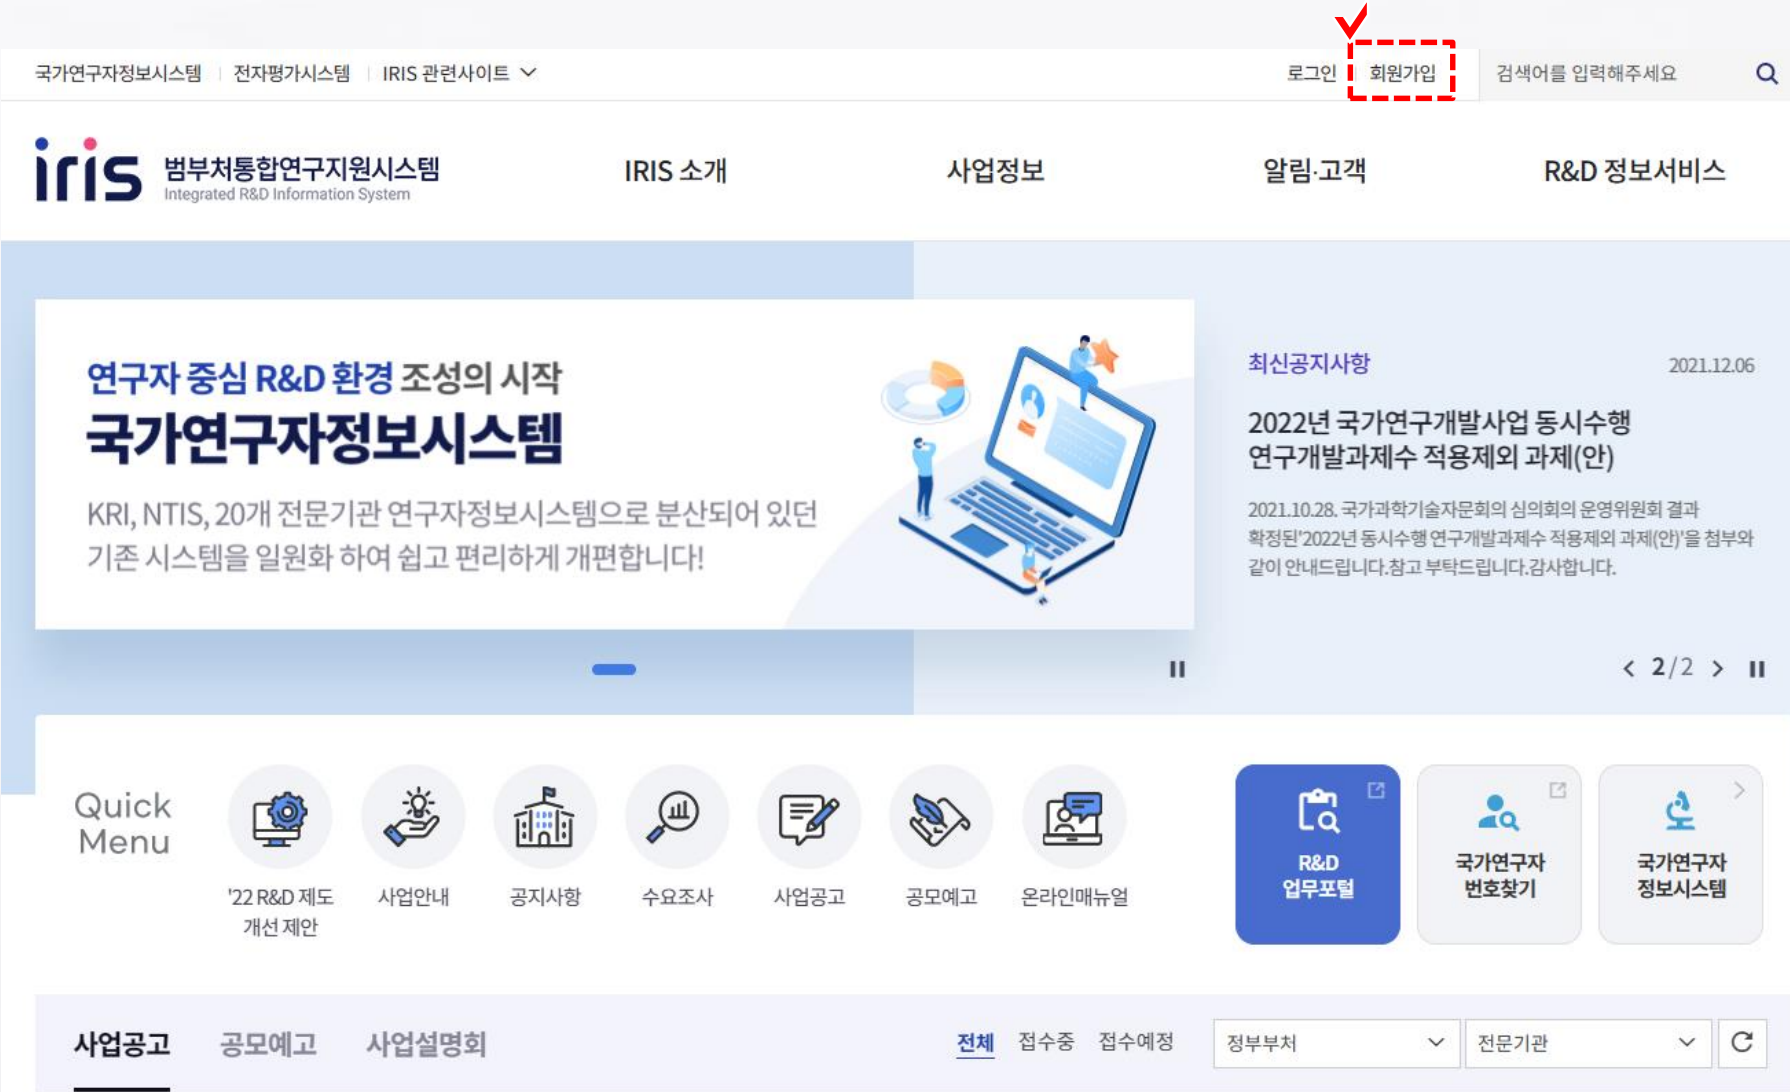 국가연구자정보시스템 전자평가시스템 IRIS 관련사이트
로그인 회원가입 검색어를 입력해주세요
iris 범부처통합연구지원시스템
Integrated R&D Information System
IRIS 소개 사업정보 알림·고객 R&D 정보서비스
연구자 중심 R&D 환경 조성의 시작
국가연구자정보시스템
KRI, NTIS, 20개 전문기관 연구자정보시스템으로 분산되어 있던
기존 시스템을 일원화 하여 쉽고 편리하게 개편합니다!
최신공지사항 2021.12.06
2022년 국가연구개발사업 동시수행
연구개발과제수 적용제외 과제(안)
2021.10.28. 국가과학기술자문회의 심의회의 운영위원회 결과
확정된'2022년 동시수행 연구개발과제수 적용제외 과제(안)'을 첨부와
같이 안내드립니다.참고 부탁드립니다.감사합니다.
2/2
Quick
Menu
'22 R&D 제도
개선 제안
사업안내
공지사항
수요조사
사업공고
공모예고
온라인매뉴얼
R&D
업무포털
국가연구자
번호찾기
국가연구자
정보시스템
사업공고 공모예고 사업설명회
전체 접수중 접수예정 정부부처 전문기관